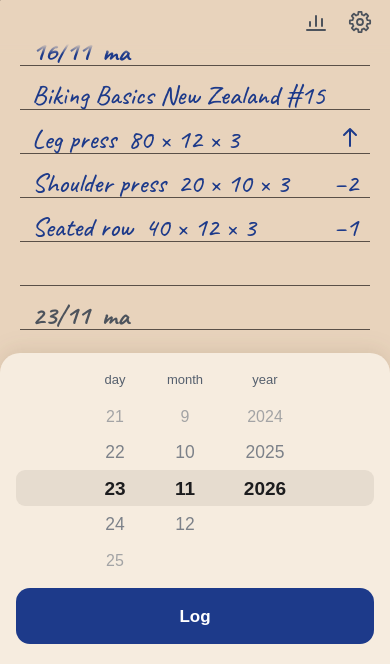 16/11 ma
Biking Basics New Zealand #15
Leg press 80 × 12 × 3 ↑
Shoulder press 20 × 10 × 3 −2
Seated row 40 × 12 × 3 −1
23/11 ma
day month year
21 9 2024
22 10 2025
23 11 2026
24 12
25
Log